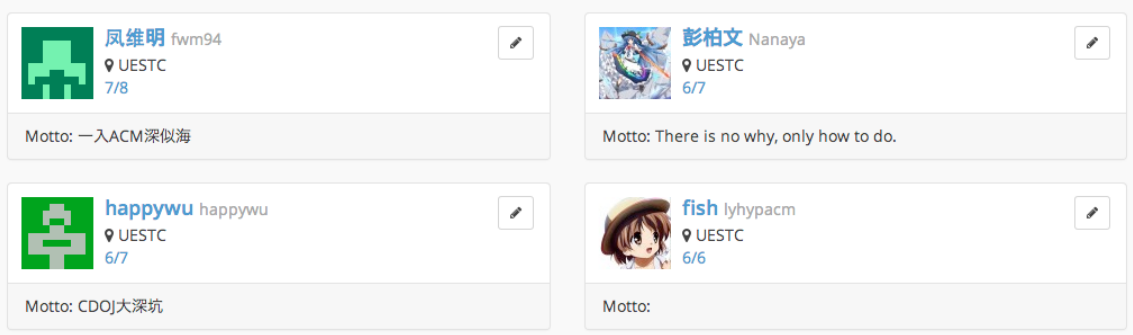 凤维明 fwm94
UESTC
7/8
Motto: 一入ACM深似海
彭柏文 Nanaya
UESTC
6/7
Motto: There is no why, only how to do.
happywu happywu
UESTC
6/7
Motto: CDOJ大深坑
fish lyhypacm
UESTC
6/6
Motto: